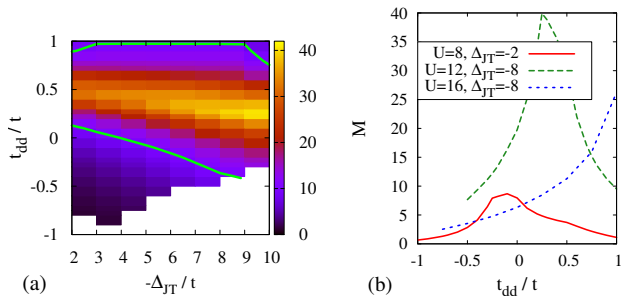 1
0.5
0
-0.5
-1
t_dd / t
2 3 4 5 6 7 8 9 10
-Δ_JT / t
40
30
20
10
0
(a)
40
35
30
25
20
15
10
5
0
M
U=8, Δ_JT=-2
U=12, Δ_JT=-8
U=16, Δ_JT=-8
-1 -0.5 0 0.5 1
t_dd / t
(b)